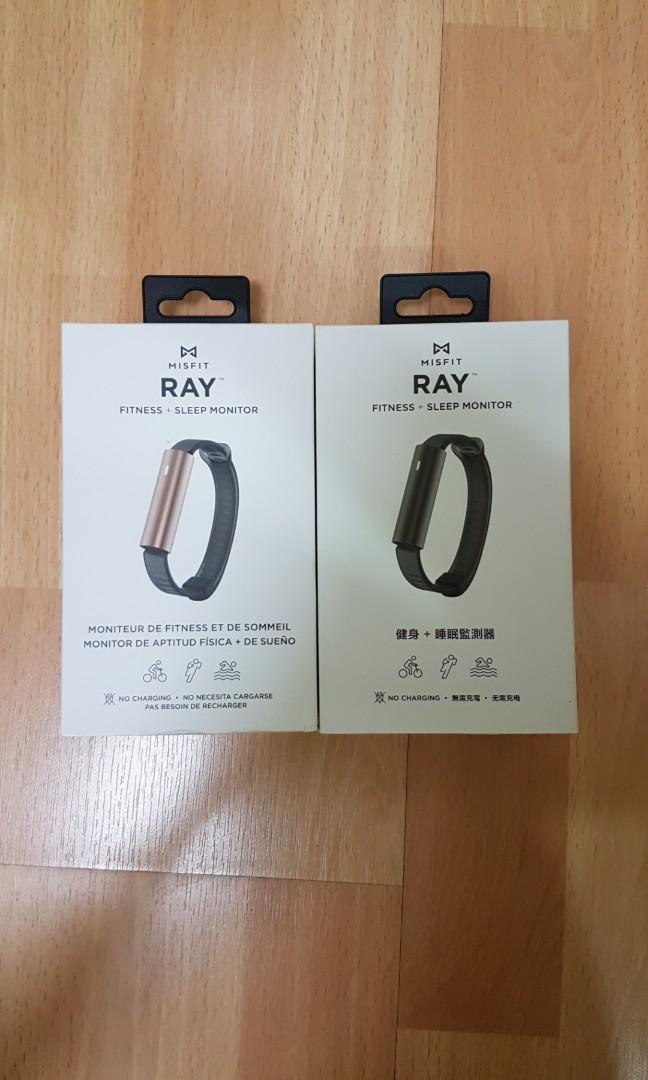 MISFIT
RAY™
FITNESS + SLEEP MONITOR
MONITEUR DE FITNESS ET DE SOMMEIL
MONITOR DE APTITUD FÍSICA + DE SUEÑO
NO CHARGING • NO NECESITA CARGARSE
PAS BESOIN DE RECHARGER
MISFIT
RAY™
FITNESS + SLEEP MONITOR
健身 + 睡眠監測器
NO CHARGING • 無需充電 • 无需充电